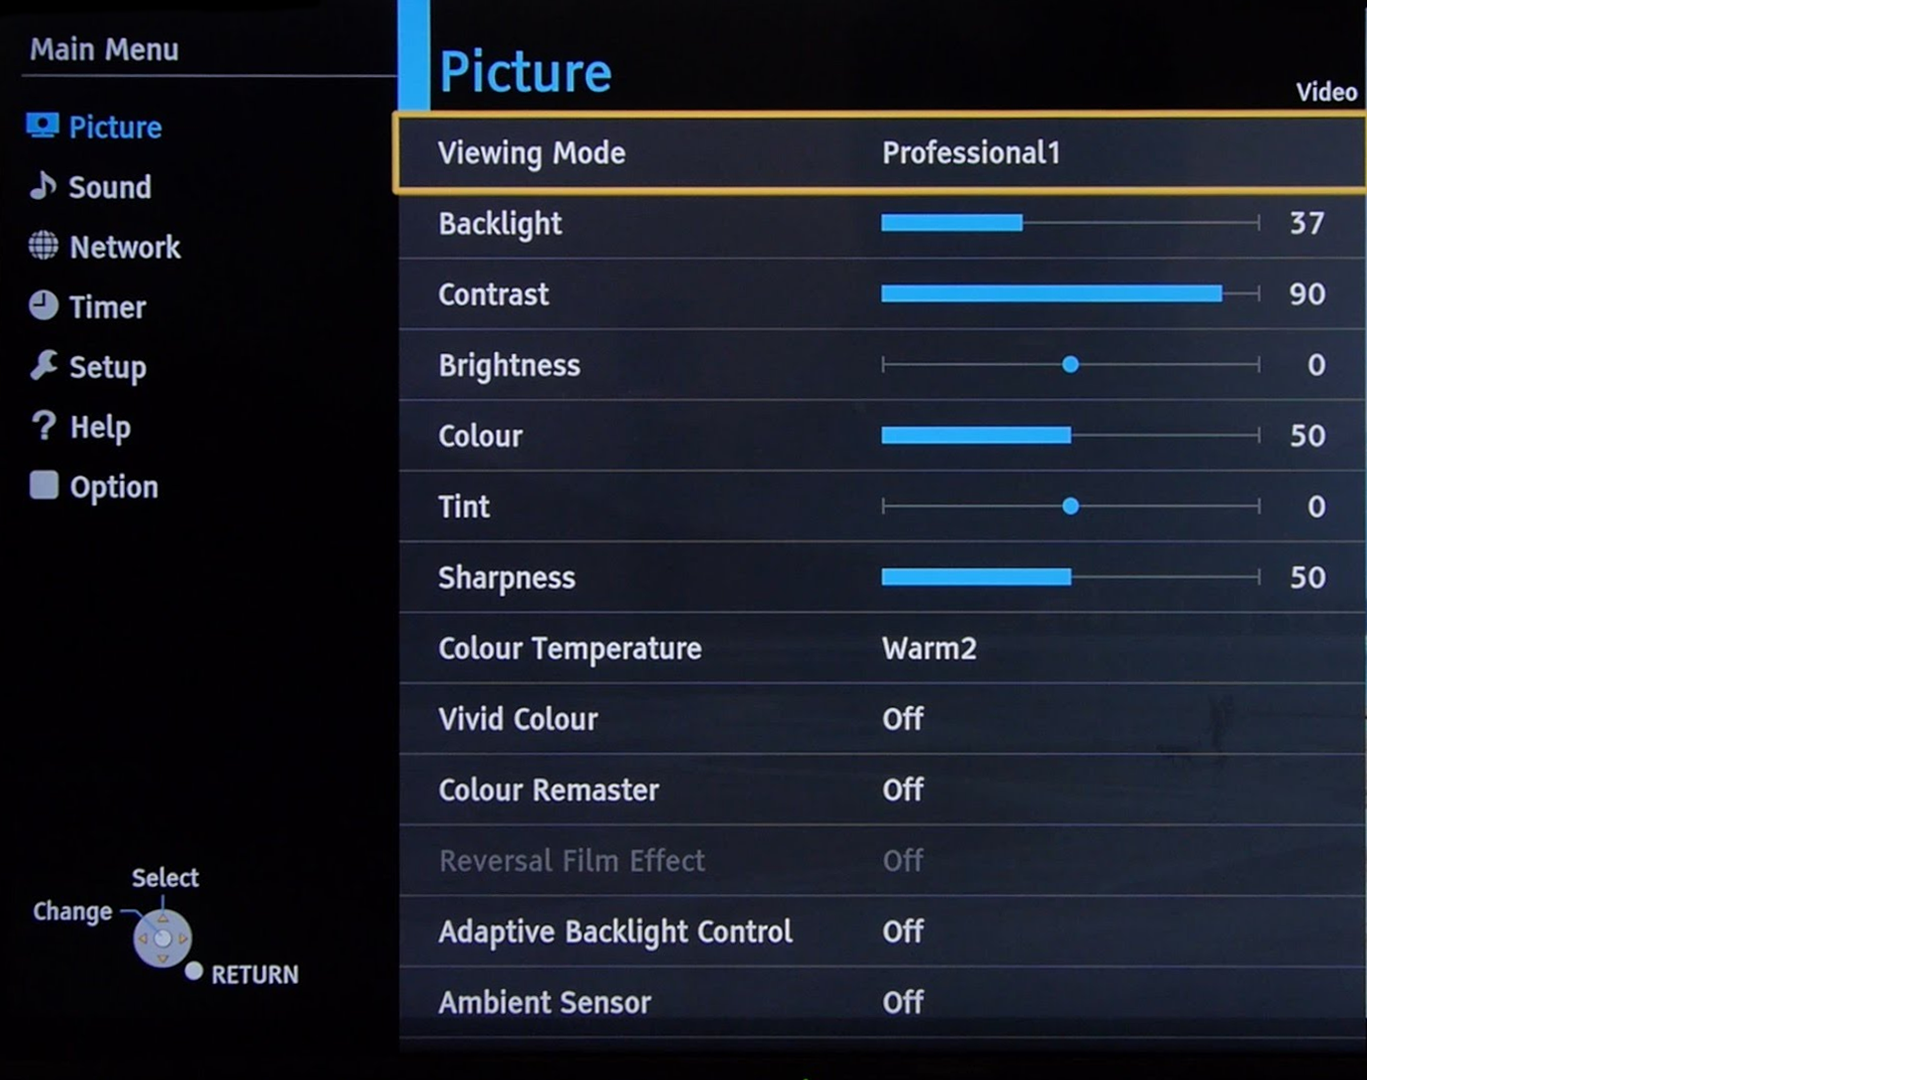 Main Menu
Picture
Sound
Network
Timer
Setup
? Help
Option
Select
Change
RETURN
Picture
Video
Viewing Mode Professional1
Backlight 37
Contrast 90
Brightness 0
Colour 50
Tint 0
Sharpness 50
Colour Temperature Warm2
Vivid Colour Off
Colour Remaster Off
Reversal Film Effect Off
Adaptive Backlight Control Off
Ambient Sensor Off